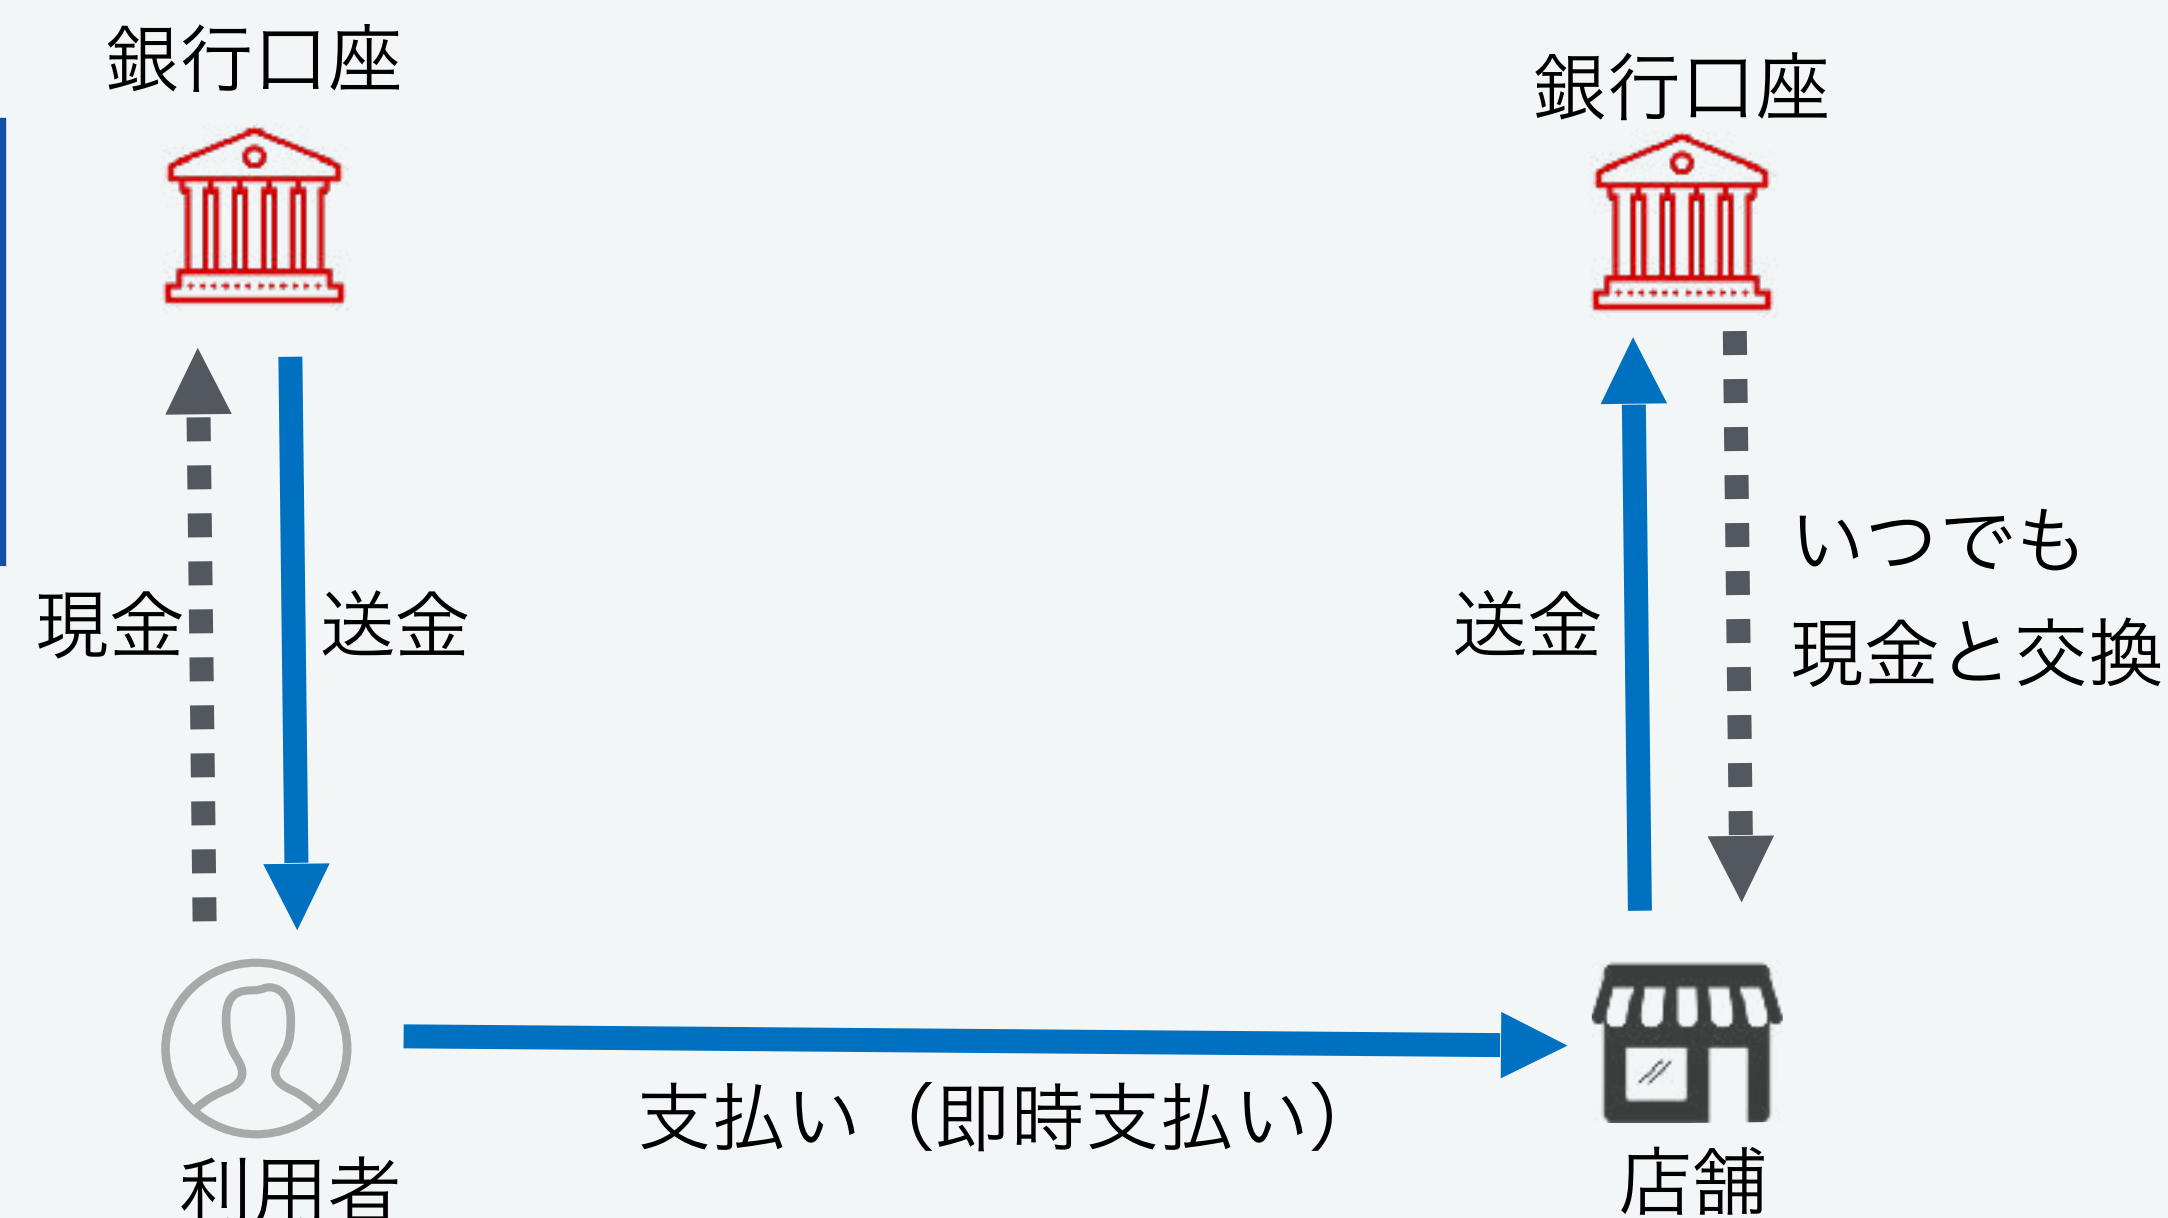 銀行口座
銀行口座
現金
送金
送金
いつでも
現金と交換
支払い（即時支払い）
利用者
店舗